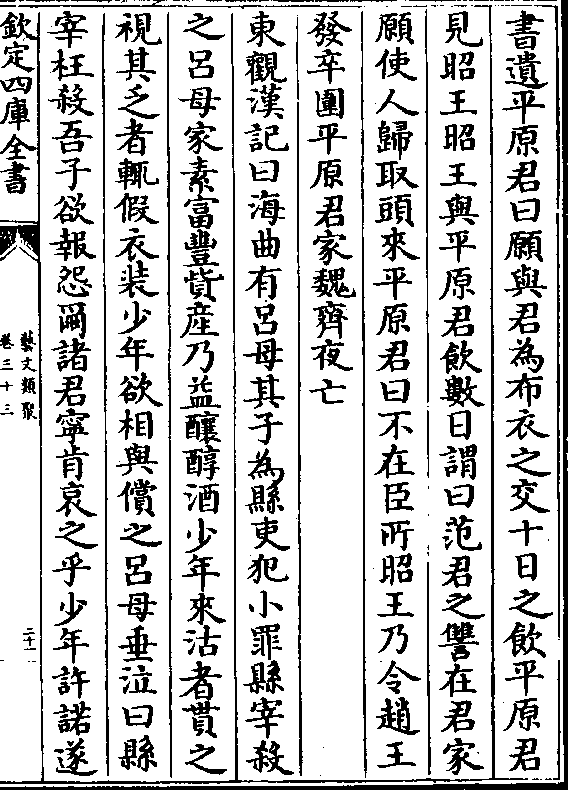 書遺平原君曰願與君為布衣之交十日之飲平原君
見昭王昭王與平原君飲數日謂曰范君之讐在君家
願使人歸取頭來平原君曰不在臣所昭王乃令趙王
發卒圍平原君家魏齊夜亡
東觀漢記曰海曲有呂母其子為縣吏犯小罪縣宰殺
之呂母家素富豐貲産乃益釀醇酒少年來沽者貰之
視其乏者輒假衣装少年欲相與償之呂母垂泣曰縣
宰枉殺吾子欲報怨爾諸君寧肯哀之乎少年許諾遂
欽定四庫全書
藝文類聚
卷三十三
二十一